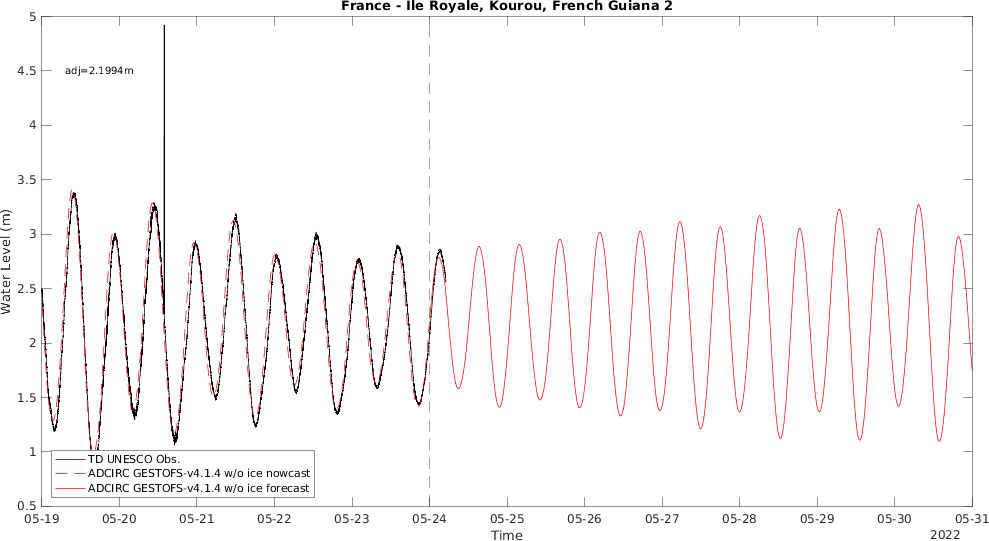 France - Ile Royale, Kourou, French Guiana 2
5
4.5
4
3.5
3
2.5
2
1.5
1
0.5
Water Level (m)
adj=2.1994m
TD UNESCO Obs.
ADCIRC GESTOFS-v4.1.4 w/o ice nowcast
ADCIRC GESTOFS-v4.1.4 w/o ice forecast
05-19 05-20 05-21 05-22 05-23 05-24 05-25 05-26 05-27 05-28 05-29 05-30 05-31
Time
2022